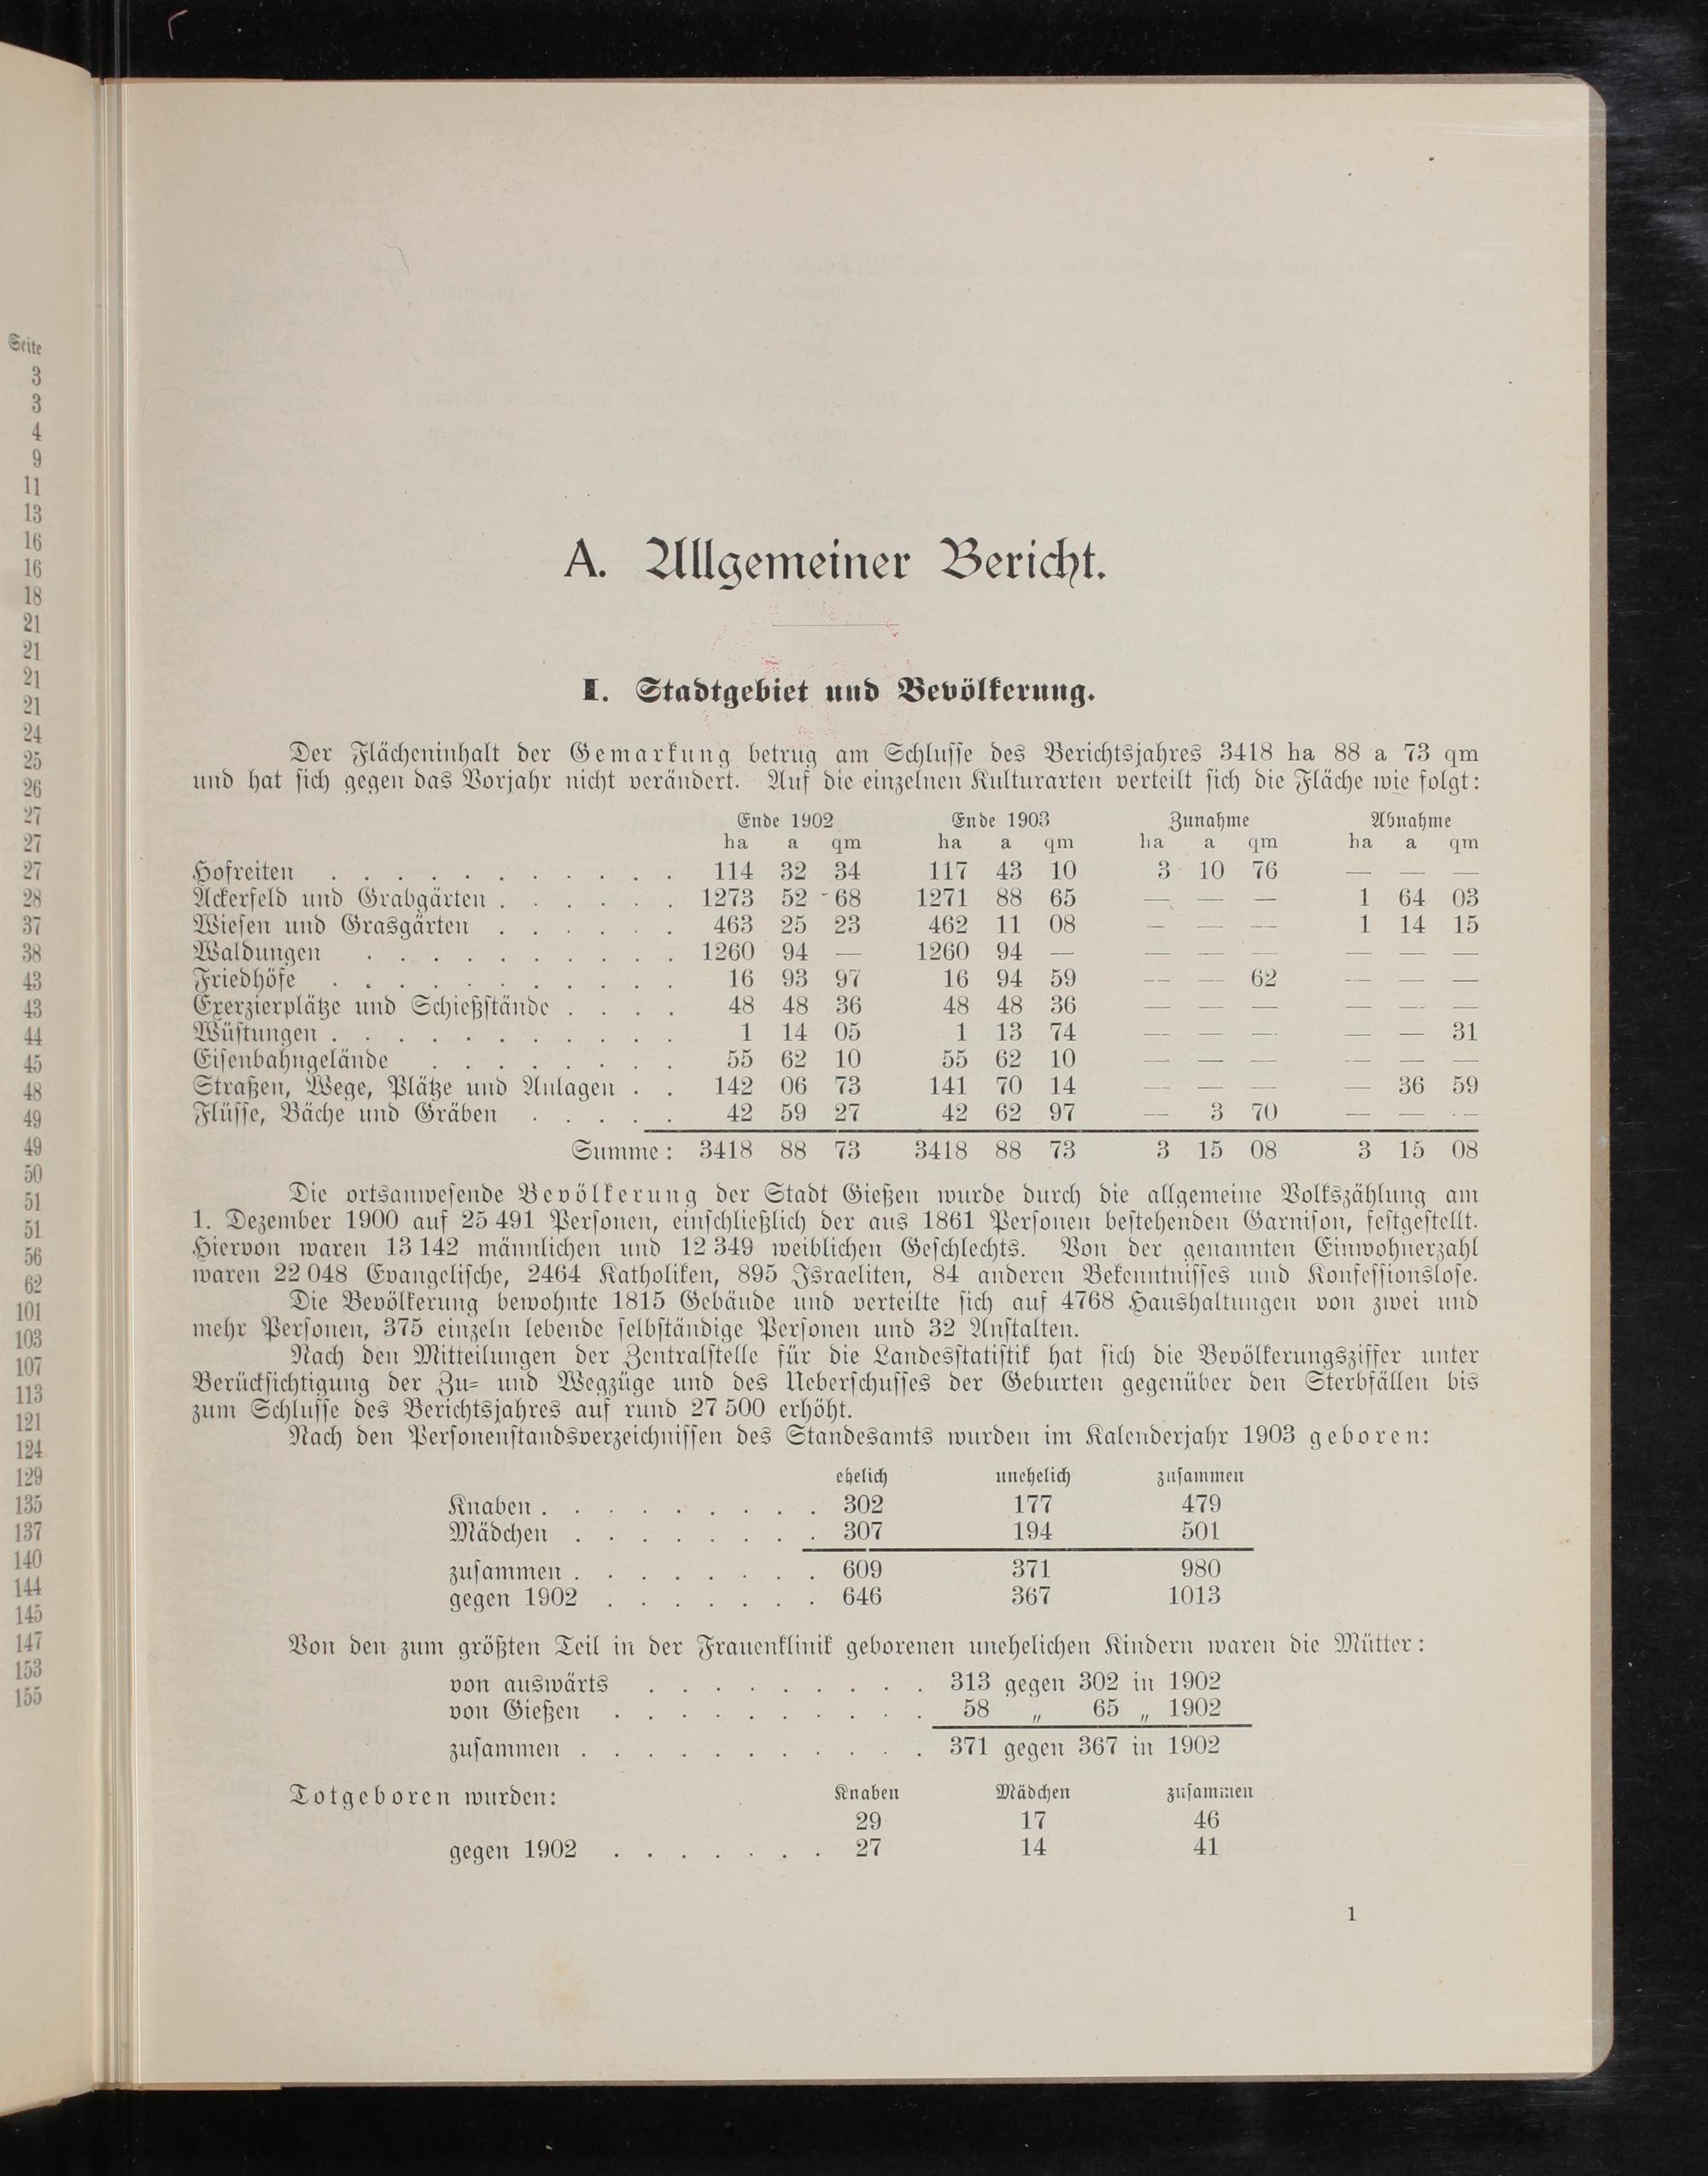 Seite
3
3
4
9
11
13
16
16
18
21
21
21
21
24
25
26
27
27
27
28
37
38
43
43
44
45
48
49
49
50
51
51
56
62
101
103
107
113
121
124
129
135
137
140
144
145
147
153
155
A. Allgemeiner Bericht.
I. Stadtgebiet und Bevölkerung.
Der Flächeninhalt der Gemarkung betrug am Schlusse des Berichtsjahres 3418 ha 88 a 73 qm
und hat sich gegen das Vorjahr nicht verändert. Auf die einzelnen Kulturarten verteilt sich die Fläche wie folgt:
Ende 1902 Ende 1903 Zunahme Abnahme
ha a qm ha a qm ha a qm ha a qm
Hofreiten . . . . . . . . . . . 114 32 34 117 43 10 3 10 76 — — —
Ackerfeld und Grabgärten . . . . . . 1273 52 68 1271 88 65 — — — 1 64 03
Wiesen und Grasgärten . . . . . . 463 25 23 462 11 08 — — — 1 14 15
Waldungen . . . . . . . . . . 1260 94 — 1260 94 — — — — — — —
Friedhöfe . . . . . . . . . . . 16 93 97 16 94 59 — — 62 — — —
Exerzierplätze und Schießstände . . . . 48 48 36 48 48 36 — — — — — —
Wüstungen . . . . . . . . . . . 1 14 05 1 13 74 — — — — — 31
Eisenbahngelände . . . . . . . . 55 62 10 55 62 10 — — — — — —
Straßen, Wege, Plätze und Anlagen . . 142 06 73 141 70 14 — — — — 36 59
Flüsse, Bäche und Gräben . . . . . 42 59 27 42 62 97 — 3 70 — — —
Summe: 3418 88 73 3418 88 73 3 15 08 3 15 08
Die ortsanwesende Bevölkerung der Stadt Gießen wurde durch die allgemeine Volkszählung am
1. Dezember 1900 auf 25 491 Personen, einschließlich der aus 1861 Personen bestehenden Garnison, festgestellt.
Hiervon waren 13 142 männlichen und 12 349 weiblichen Geschlechts. Von der genannten Einwohnerzahl
waren 22 048 Evangelische, 2464 Katholiken, 895 Israeliten, 84 anderen Bekenntnisses und Konfessionslose.
Die Bevölkerung bewohnte 1815 Gebäude und verteilte sich auf 4768 Haushaltungen von zwei und
mehr Personen, 375 einzeln lebende selbständige Personen und 32 Anstalten.
Nach den Mitteilungen der Zentralstelle für die Landesstatistik hat sich die Bevölkerungsziffer unter
Berücksichtigung der Zu- und Wegzüge und des Ueberschusses der Geburten gegenüber den Sterbfällen bis
zum Schlusse des Berichtsjahres auf rund 27 500 erhöht.
Nach den Personenstandsverzeichnissen des Standesamts wurden im Kalenderjahr 1903 geboren:
ehelich unehelich zusammen
Knaben . . . . . . . . . 302 177 479
Mädchen . . . . . . . . 307 194 501
zusammen . . . . . . . . 609 371 980
gegen 1902 . . . . . . . 646 367 1013
Von den zum größten Teil in der Frauenklinik geborenen unehelichen Kindern waren die Mütter:
von auswärts . . . . . . . . . 313 gegen 302 in 1902
von Gießen . . . . . . . . . . 58 „ 65 „ 1902
zusammen . . . . . . . . . . . 371 gegen 367 in 1902
Totgeboren wurden: Knaben Mädchen zusammen
29 17 46
gegen 1902 . . . . . . . 27 14 41
1